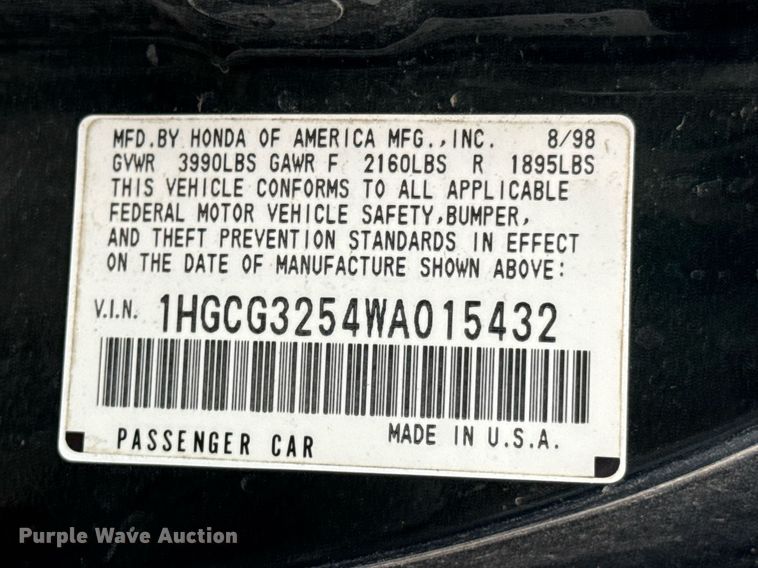 MFD.BY HONDA OF AMERICA MFG.,INC. 8/98
GVWR 3990LBS GAWR F 2160LBS R 1895LBS
THIS VEHICLE CONFORMS TO ALL APPLICABLE
FEDERAL MOTOR VEHICLE SAFETY,BUMPER,
AND THEFT PREVENTION STANDARDS IN EFFECT
ON THE DATE OF MANUFACTURE SHOWN ABOVE:
V.I.N. 1HGCG3254WA015432
PASSENGER CAR MADE IN U.S.A.
Purple Wave Auction